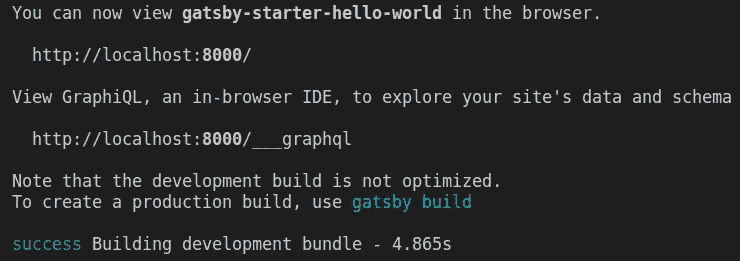 You can now view gatsby-starter-hello-world in the browser.
http://localhost:8000/
View GraphiQL, an in-browser IDE, to explore your site's data and schema
http://localhost:8000/___graphql
Note that the development build is not optimized.
To create a production build, use gatsby build
success Building development bundle - 4.865s